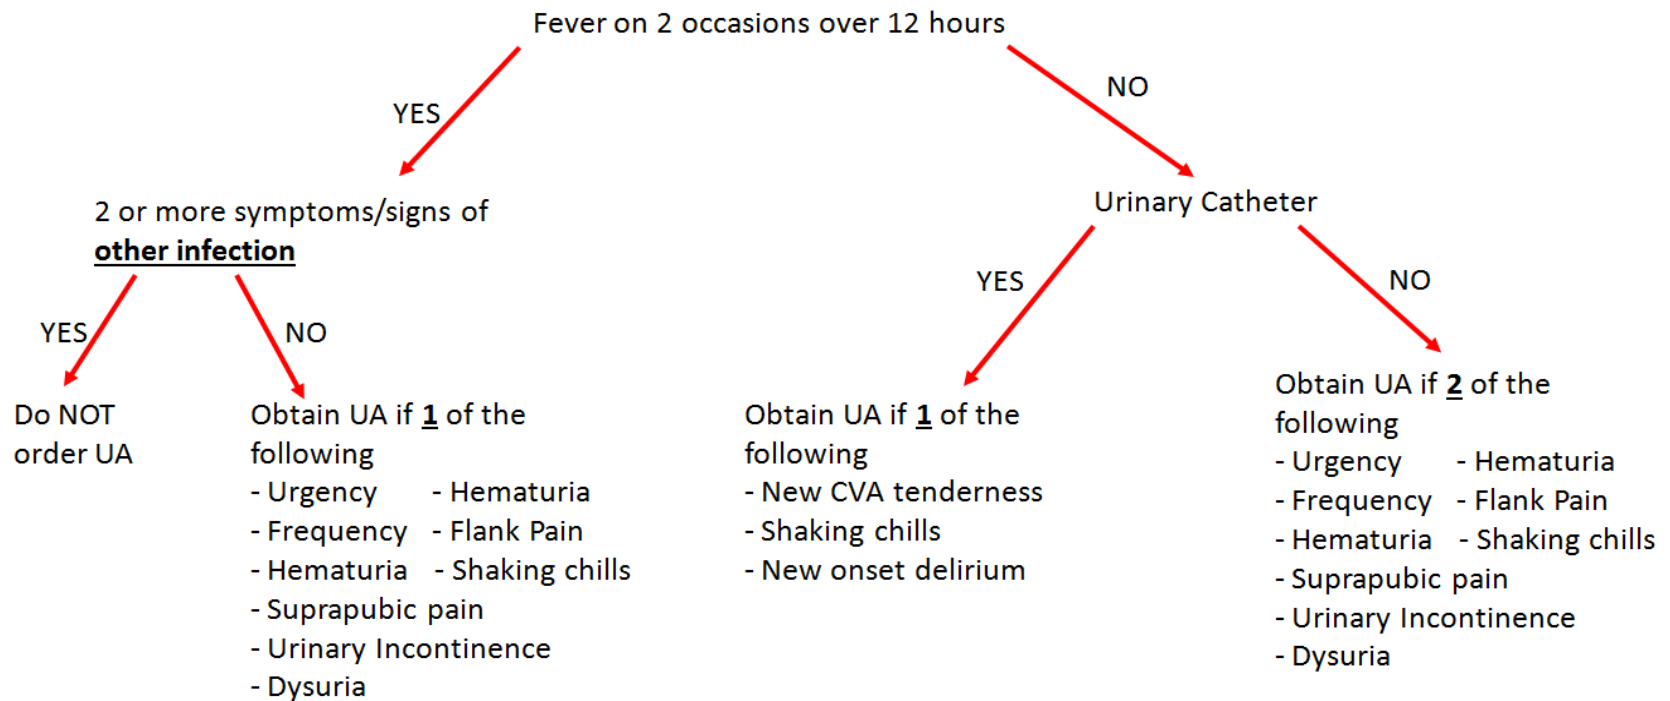 Fever on 2 occasions over 12 hours
YES
NO
2 or more symptoms/signs of
other infection
Urinary Catheter
YES
NO
YES
NO
Do NOT
order UA
Obtain UA if 1 of the
following
- Urgency - Hematuria
- Frequency - Flank Pain
- Hematuria - Shaking chills
- Suprapubic pain
- Urinary Incontinence
- Dysuria
Obtain UA if 1 of the
following
- New CVA tenderness
- Shaking chills
- New onset delirium
Obtain UA if 2 of the
following
- Urgency - Hematuria
- Frequency - Flank Pain
- Hematuria - Shaking chills
- Suprapubic pain
- Urinary Incontinence
- Dysuria